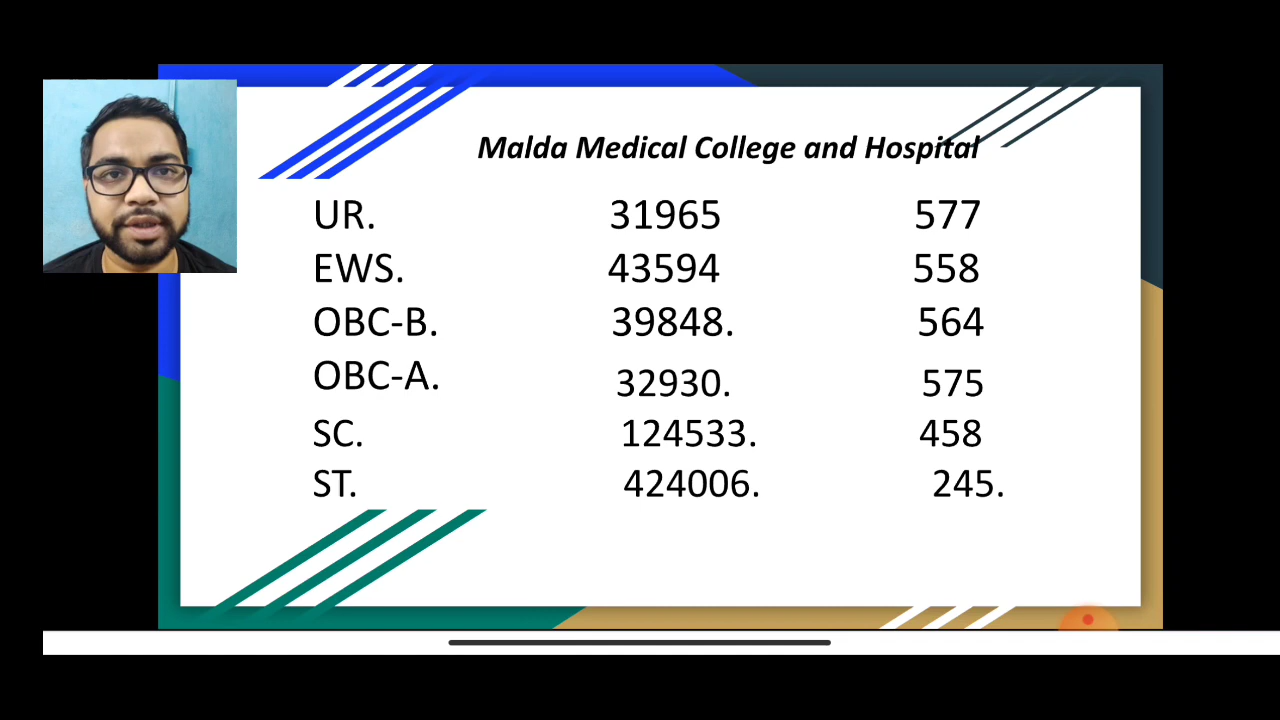 Malda Medical College and Hospital
UR. 31965 577
EWS. 43594 558
OBC-B. 39848. 564
OBC-A. 32930. 575
SC. 124533. 458
ST. 424006. 245.